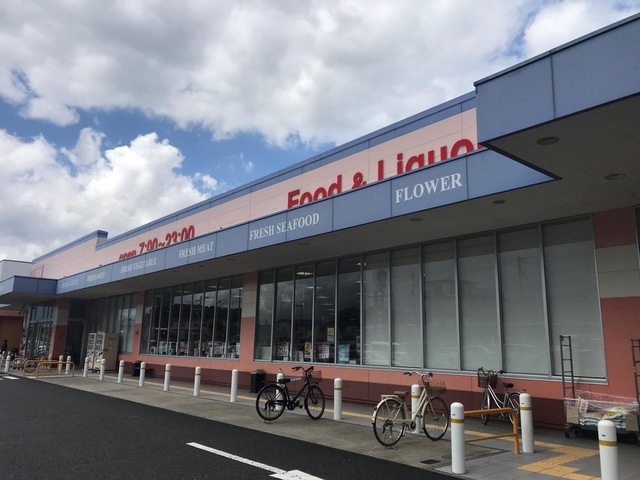 Food & Liquor
OPEN 7:00~23:00
FRESH VEGETABLE
FRESH MEAT
FRESH SEAFOOD
FLOWER